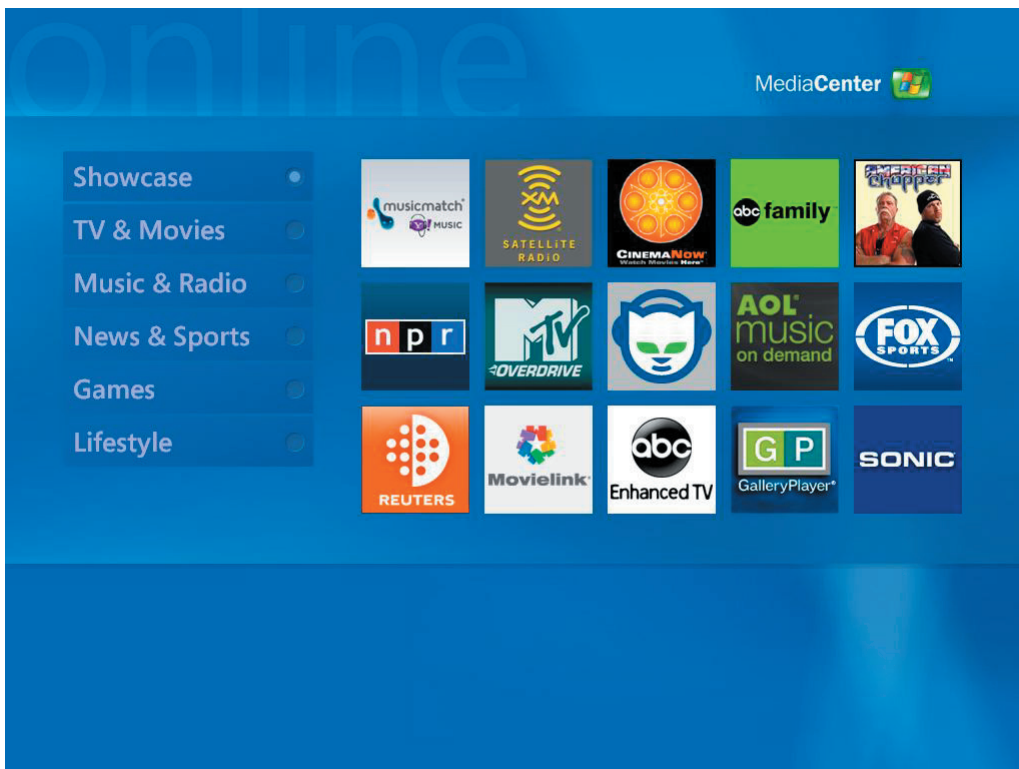 online
MediaCenter
Showcase
TV & Movies
Music & Radio
News & Sports
Games
Lifestyle
musicmatch®
Y! MUSIC
XM
SATELLiTE
RADiO
CINEMANOW
Watch Movies Here™
abc family
AMERICAN
Chopper
n p r
MTV
OVERDRIVE
AOL®
music
on demand
FOX
SPORTS
REUTERS
Movielink®
abc
Enhanced TV
G P
GalleryPlayer®
SONIC